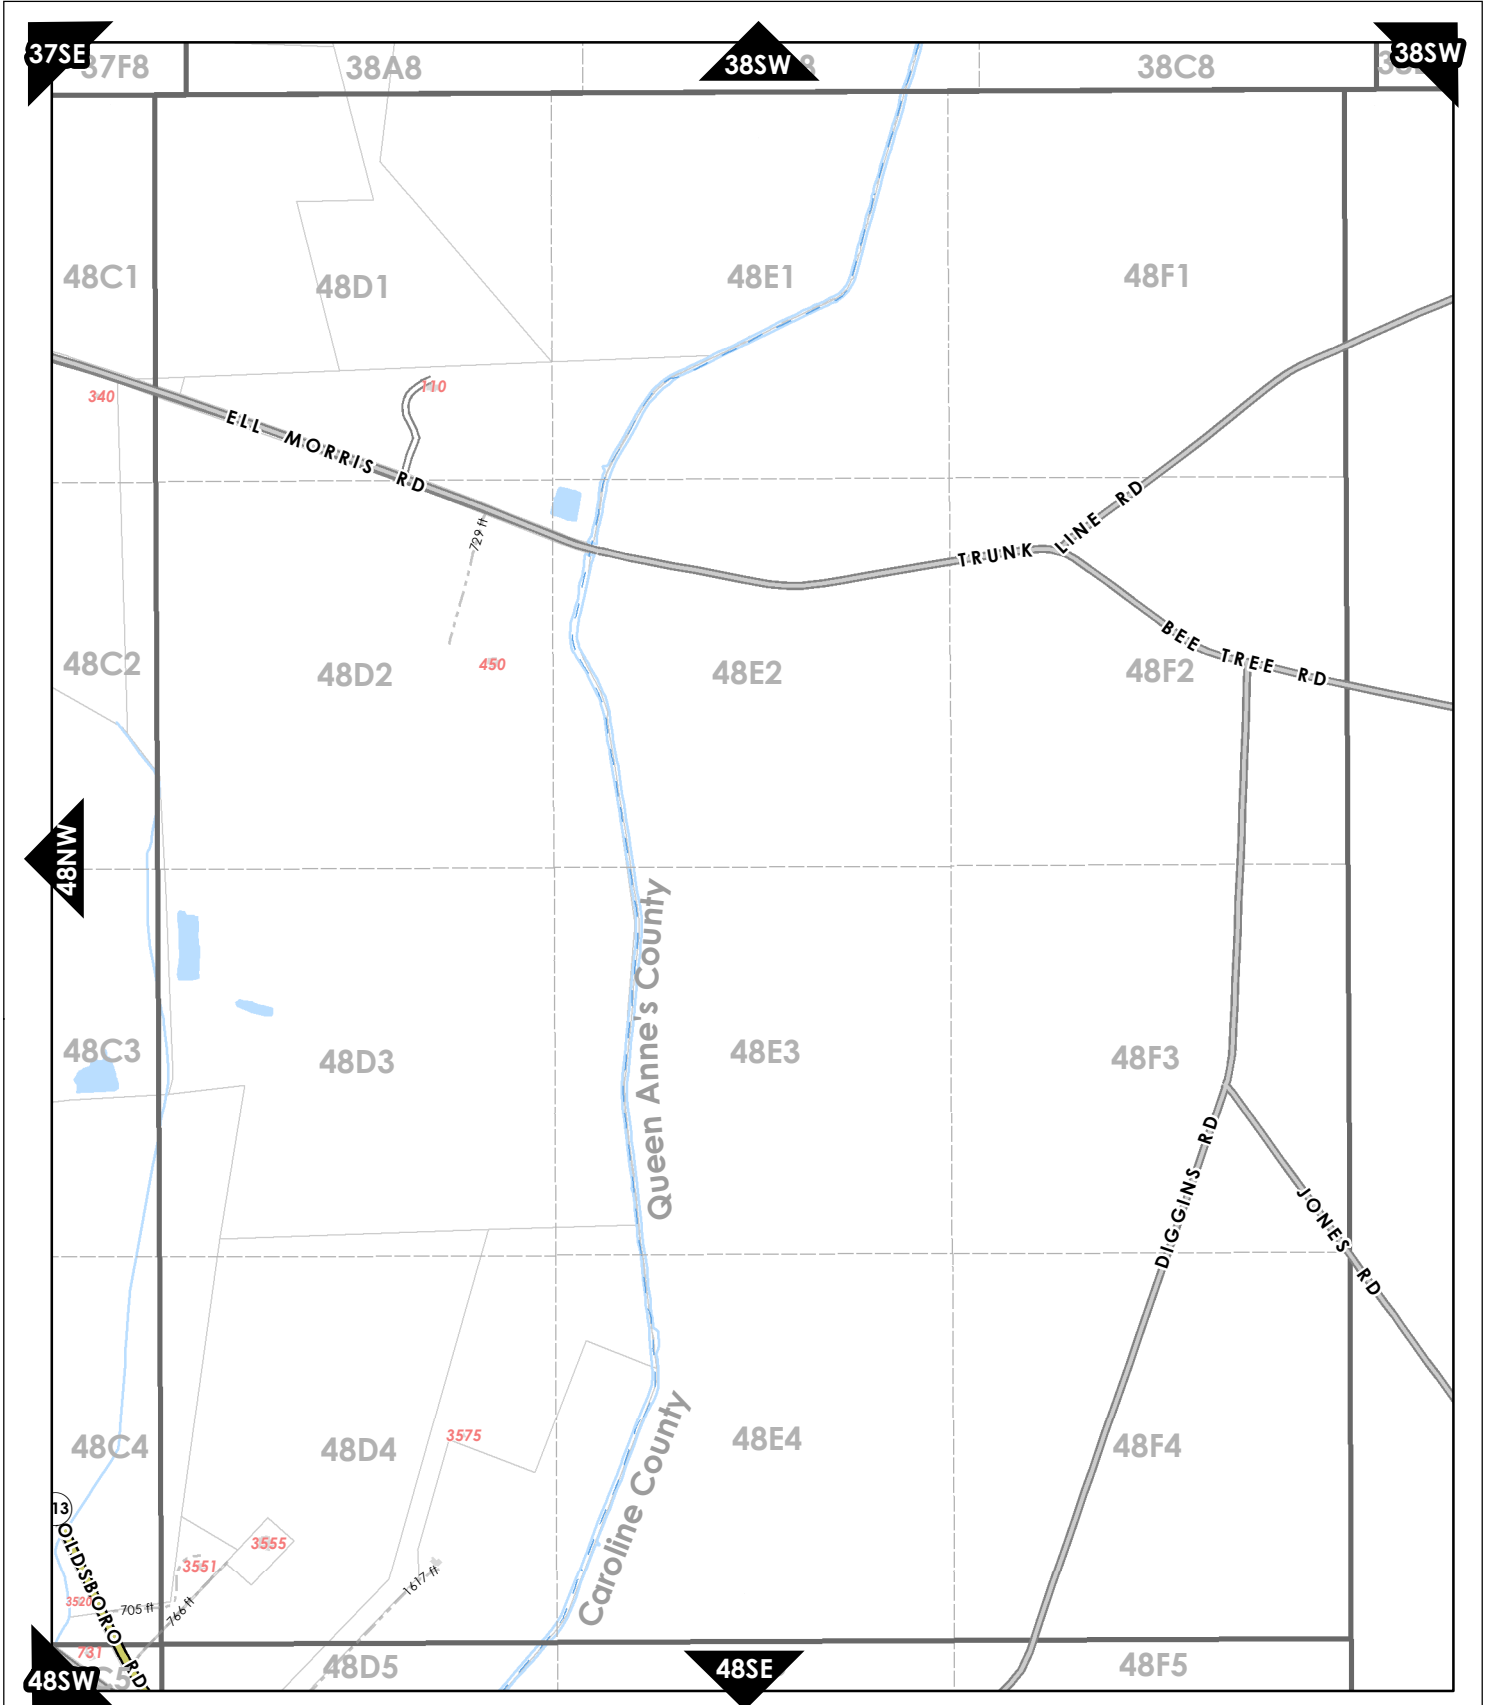 37SE
37F8
38A8
38SW
38C8
38SW
48C1
48D1
48E1
48F1
340
110
ELL MORRIS RD
LINE RD
729 ft
TRUNK
BEE TREE RD
48C2
48D2
450
48E2
48F2
48NW
Queen Anne's County
48C3
48D3
48E3
48F3
DIGGINS RD
JONES RD
48C4
48D4
3575
48E4
48F4
Caroline County
13
OLDSBORO RD
3551
3555
3520
705 ft
766 ft
1617 ft
731
48SW
C5
48D5
48SE
48F5